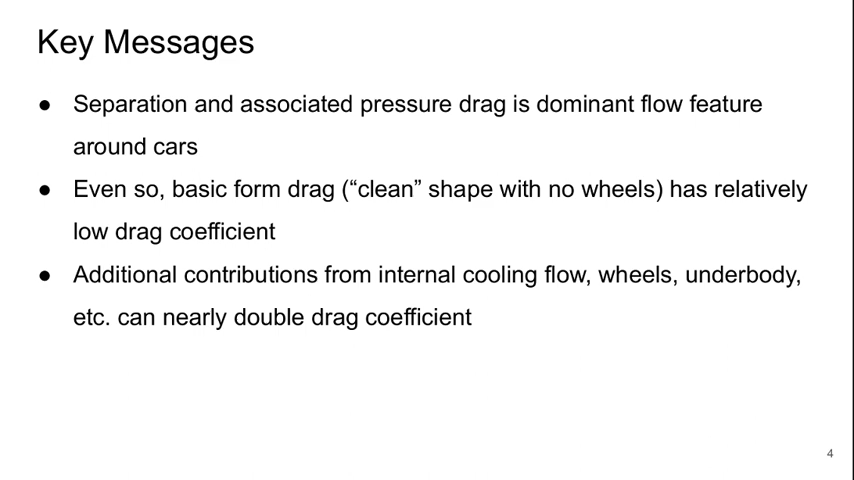 Key Messages
● Separation and associated pressure drag is dominant flow feature
around cars
● Even so, basic form drag (“clean” shape with no wheels) has relatively
low drag coefficient
● Additional contributions from internal cooling flow, wheels, underbody,
etc. can nearly double drag coefficient
4